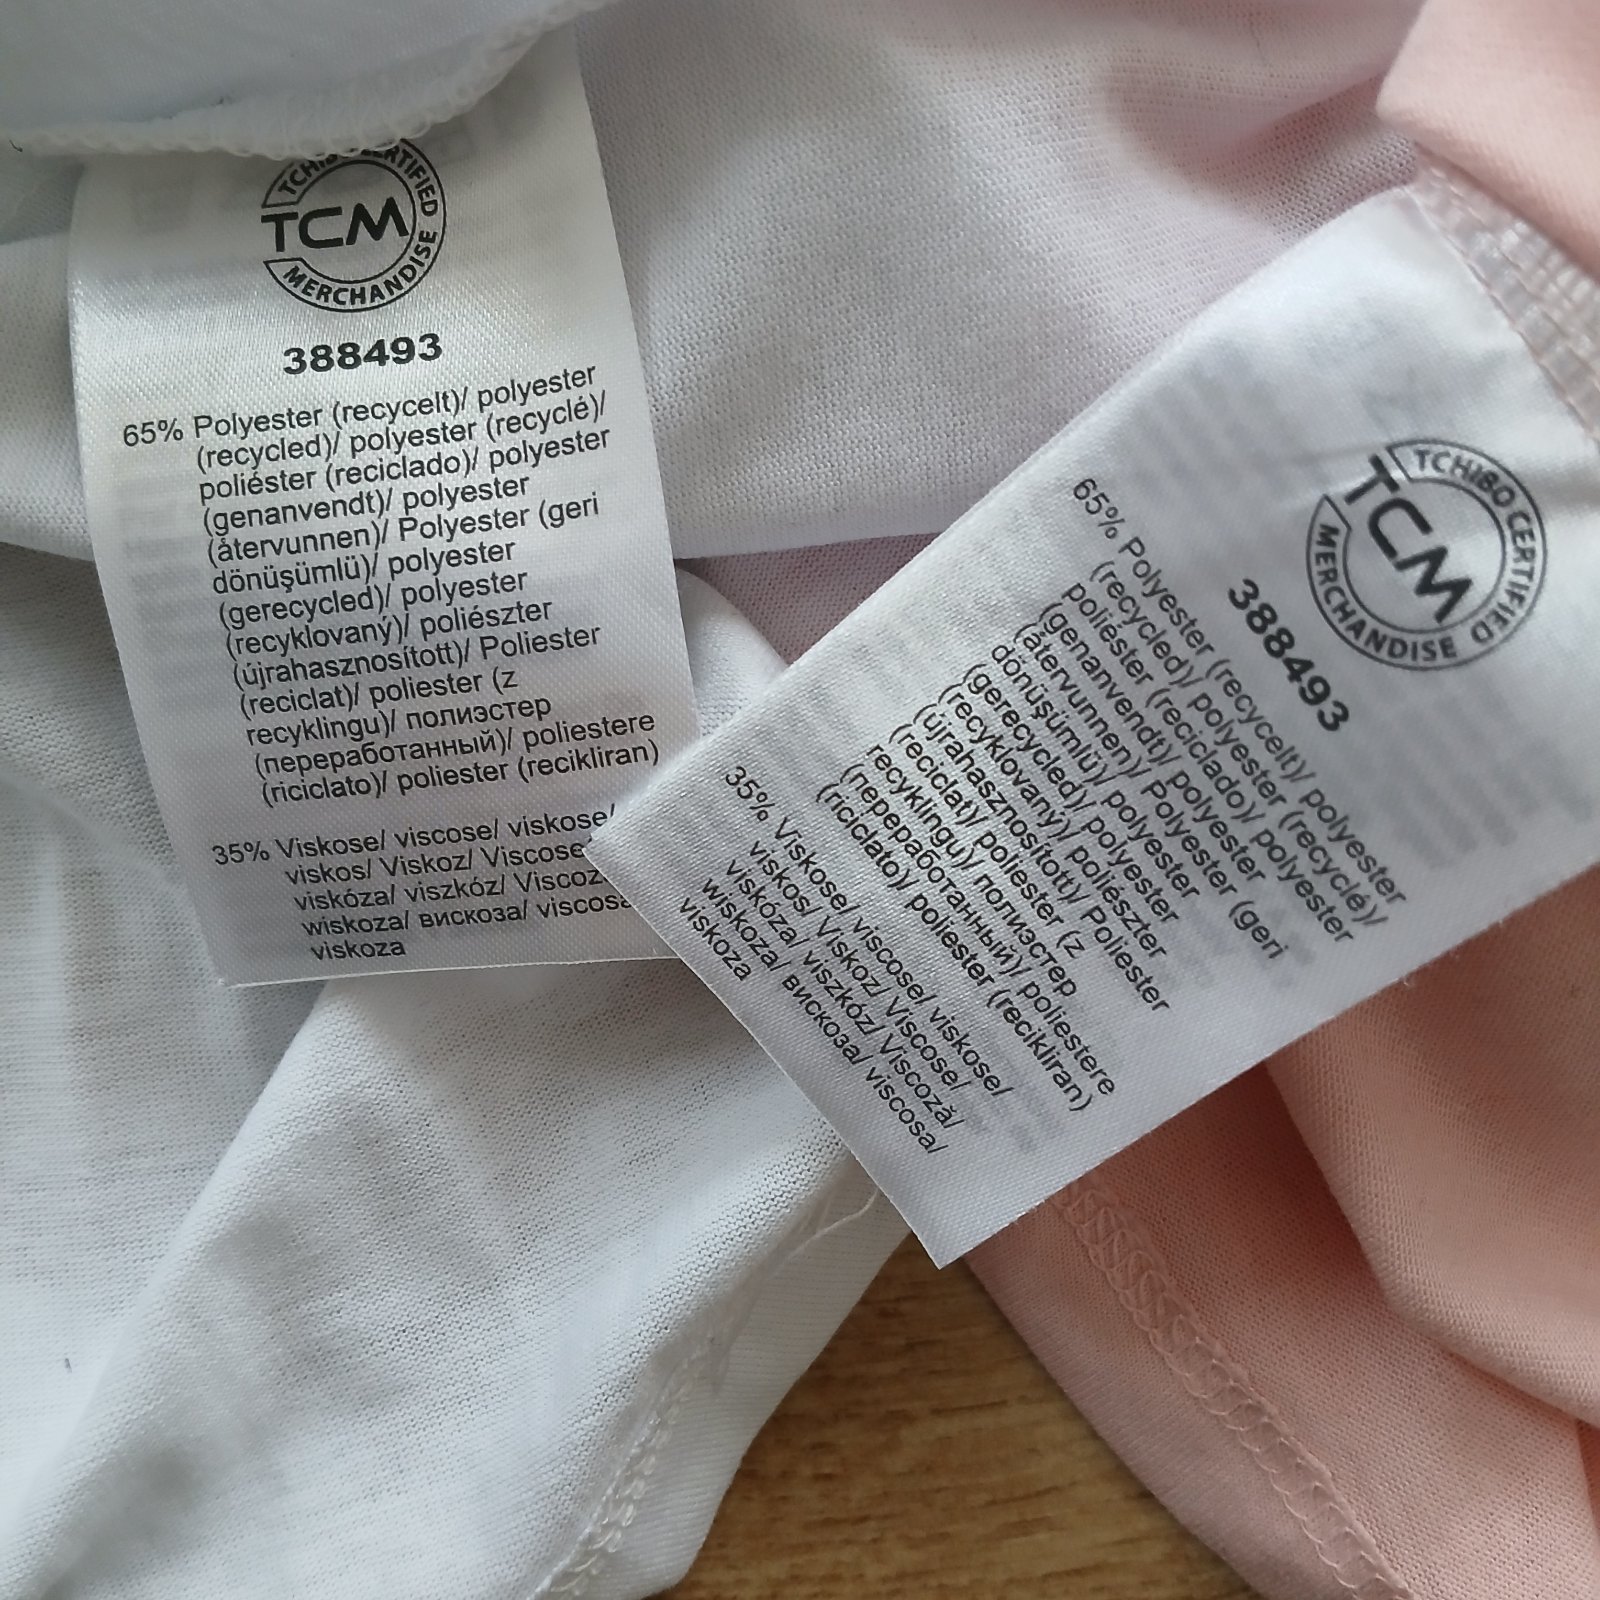 TCHIBO CERTIFIED
TCM
MERCHANDISE
388493
65% Polyester (recycelt)/ polyester
(recycled)/ polyester (recyclé)/
poliéster (reciclado)/ polyester
(genanvendt)/ polyester
(återvunnen)/ Polyester (geri
dönüşümlü)/ polyester
(gerecycled)/ polyester
(recyklovaný)/ poliészter
(újrahasznosított)/ Poliester
(reciclat)/ poliester (z
recyklingu)/ полиэстер
(переработанный)/ poliestere
(riciclato)/ poliester (recikliran)
35% Viskose/ viscose/ viskose/
viskos/ Viskoz/ Viscose
viskóza/ viszkóz/ Viscoz
wiskoza/ вискоза/ viscosa
viskoza
TCHIBO CERTIFIED
TCM
MERCHANDISE
388493
65% Polyester (recycelt)/ polyester
(recycled)/ polyester (recyclé)/
poliéster (reciclado)/ polyester
(genanvendt)/ polyester
(återvunnen)/ Polyester (geri
dönüşümlü)/ polyester
(gerecycled)/ polyester
(recyklovaný)/ poliészter
(újrahasznosított)/ Poliester
(reciclat)/ poliester (z
recyklingu)/ полиэстер
(переработанный)/ poliestere
(riciclato)/ poliester (recikliran)
35% Viskose/ viscose/ viskose/
viskos/ Viskoz/ Viscose/
viskóza/ viszkóz/ Viscoză/
wiskoza/ вискоза/ viscosa/
viskoza